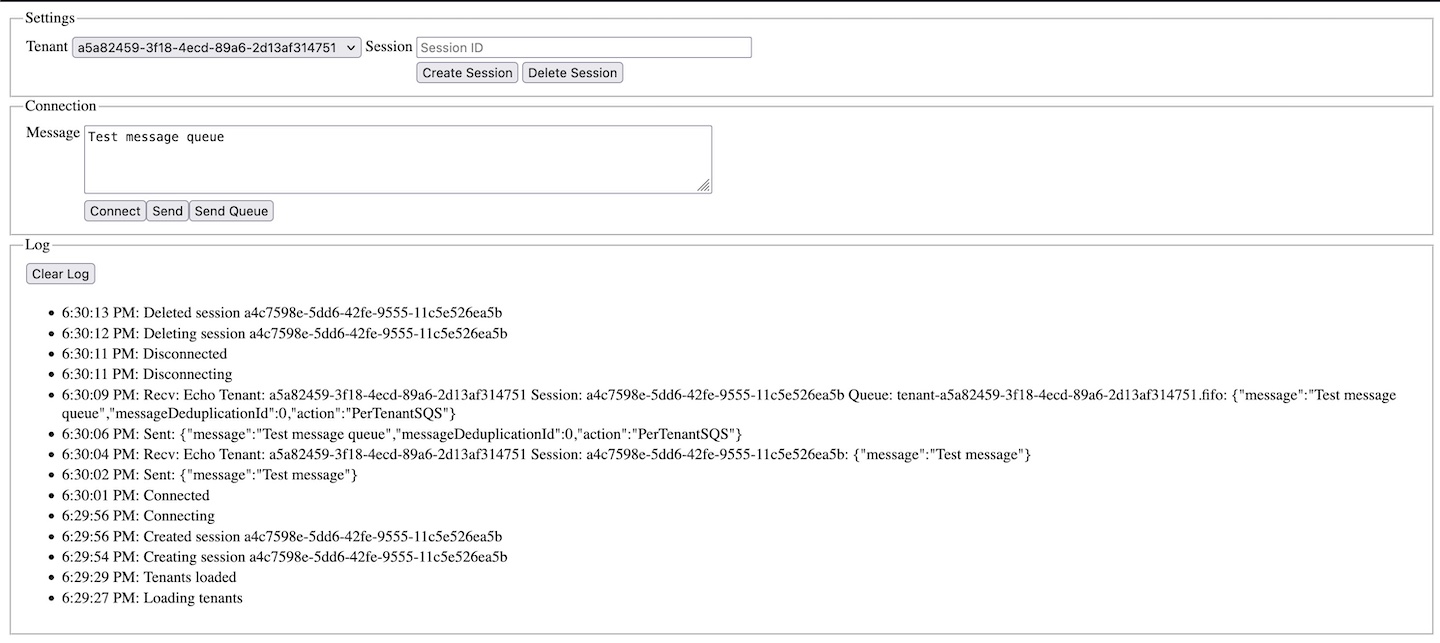 Settings
Tenant a5a82459-3f18-4ecd-89a6-2d13af314751 Session Session ID
Create Session Delete Session
Connection
Message Test message queue
Connect Send Send Queue
Log
Clear Log
• 6:30:13 PM: Deleted session a4c7598e-5dd6-42fe-9555-11c5e526ea5b
• 6:30:12 PM: Deleting session a4c7598e-5dd6-42fe-9555-11c5e526ea5b
• 6:30:11 PM: Disconnected
• 6:30:11 PM: Disconnecting
• 6:30:09 PM: Recv: Echo Tenant: a5a82459-3f18-4ecd-89a6-2d13af314751 Session: a4c7598e-5dd6-42fe-9555-11c5e526ea5b Queue: tenant-a5a82459-3f18-4ecd-89a6-2d13af314751.fifo: {"message":"Test message
queue","messageDeduplicationId":0,"action":"PerTenantSQS"}
• 6:30:06 PM: Sent: {"message":"Test message queue","messageDeduplicationId":0,"action":"PerTenantSQS"}
• 6:30:04 PM: Recv: Echo Tenant: a5a82459-3f18-4ecd-89a6-2d13af314751 Session: a4c7598e-5dd6-42fe-9555-11c5e526ea5b: {"message":"Test message"}
• 6:30:02 PM: Sent: {"message":"Test message"}
• 6:30:01 PM: Connected
• 6:29:56 PM: Connecting
• 6:29:56 PM: Created session a4c7598e-5dd6-42fe-9555-11c5e526ea5b
• 6:29:54 PM: Creating session a4c7598e-5dd6-42fe-9555-11c5e526ea5b
• 6:29:29 PM: Tenants loaded
• 6:29:27 PM: Loading tenants